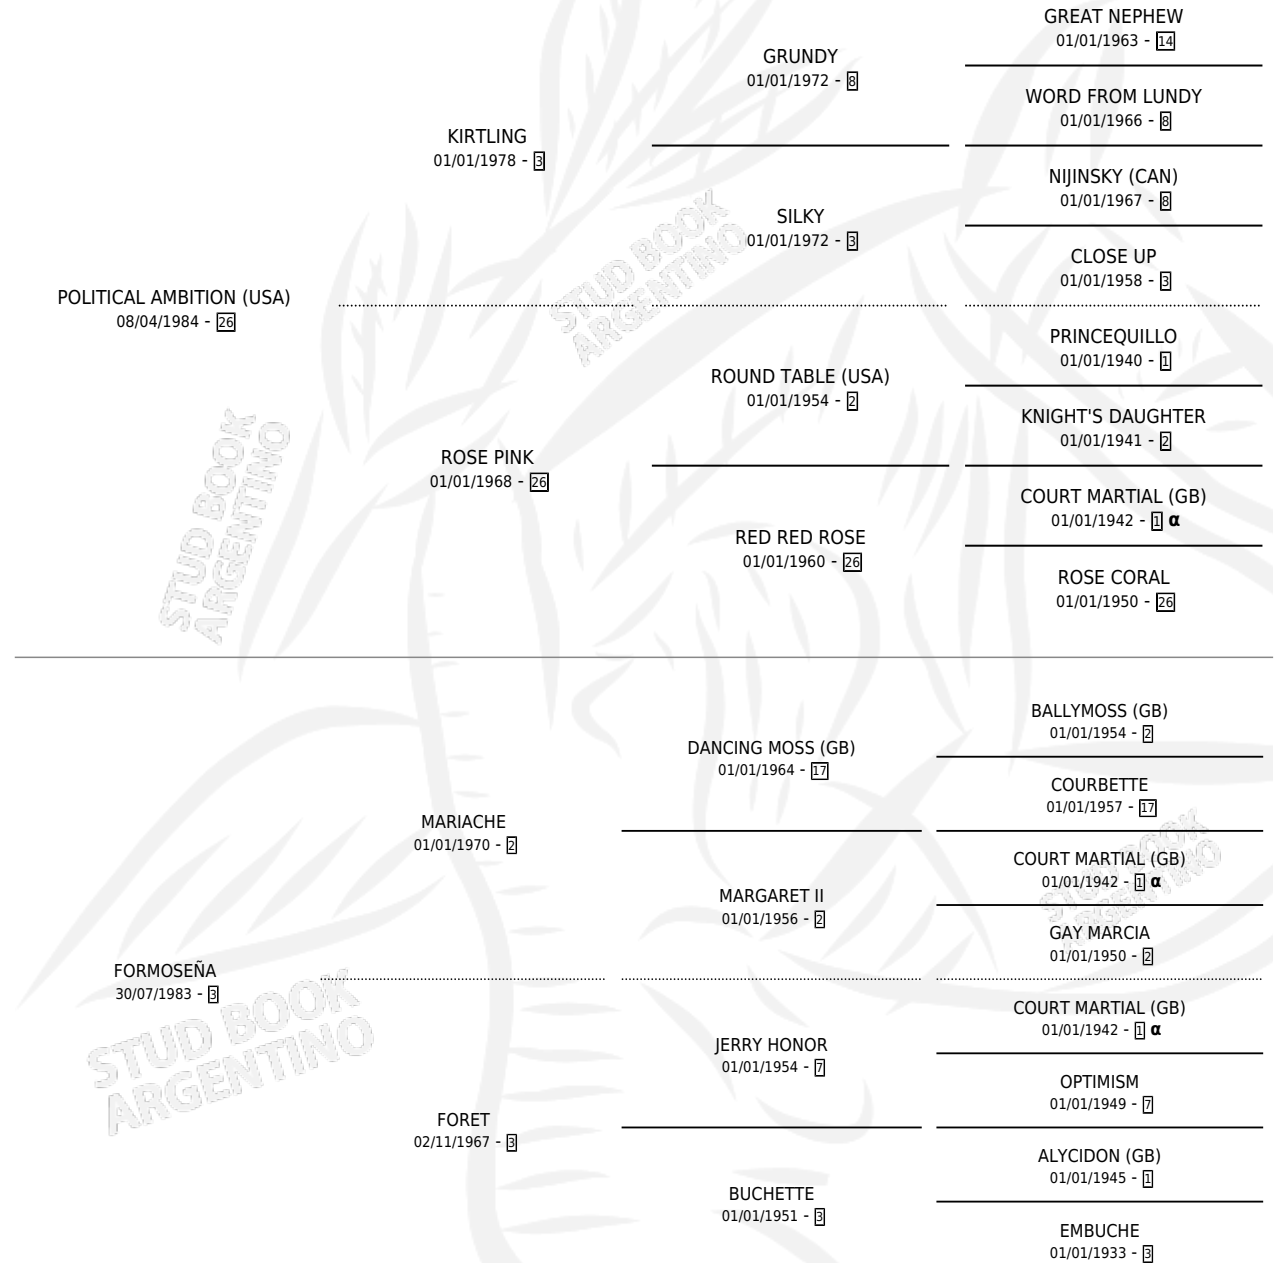 GREAT NEPHEW
01/01/1963 - 14
GRUNDY
01/01/1972 - 8
WORD FROM LUNDY
01/01/1966 - 8
KIRTLING
01/01/1978 - 3
NIJINSKY (CAN)
01/01/1967 - 8
SILKY
01/01/1972 - 3
CLOSE UP
01/01/1958 - 3
POLITICAL AMBITION (USA)
08/04/1984 - 26
PRINCEQUILLO
01/01/1940 - 1
ROUND TABLE (USA)
01/01/1954 - 2
KNIGHT'S DAUGHTER
01/01/1941 - 2
ROSE PINK
01/01/1968 - 26
COURT MARTIAL (GB)
01/01/1942 - 1 α
RED RED ROSE
01/01/1960 - 26
ROSE CORAL
01/01/1950 - 26
STUD BOOK
ARGENTINO
STUD BOOK
ARGENTINO
BALLYMOSS (GB)
01/01/1954 - 2
DANCING MOSS (GB)
01/01/1964 - 17
COURBETTE
01/01/1957 - 17
MARIACHE
01/01/1970 - 2
COURT MARTIAL (GB)
01/01/1942 - 1 α
MARGARET II
01/01/1956 - 2
GAY MARCIA
01/01/1950 - 2
FORMOSEÑA
30/07/1983 - 3
COURT MARTIAL (GB)
01/01/1942 - 1 α
JERRY HONOR
01/01/1954 - 7
OPTIMISM
01/01/1949 - 7
FORET
02/11/1967 - 3
ALYCIDON (GB)
01/01/1945 - 1
BUCHETTE
01/01/1951 - 3
EMBUCHE
01/01/1933 - 3
STUD BOOK
ARGENTINO
STUD BOOK
ARGENTINO